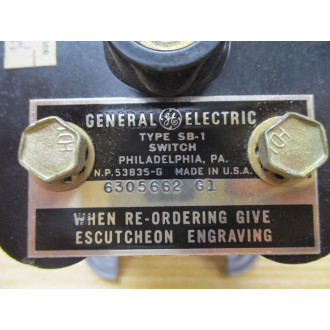 GENERAL GE ELECTRIC
TYPE SB-1
SWITCH
PHILADELPHIA, PA.
N.P. 53835-G MADE IN U.S.A.
6305662 G1
WHEN RE-ORDERING GIVE
ESCUTCHEON ENGRAVING